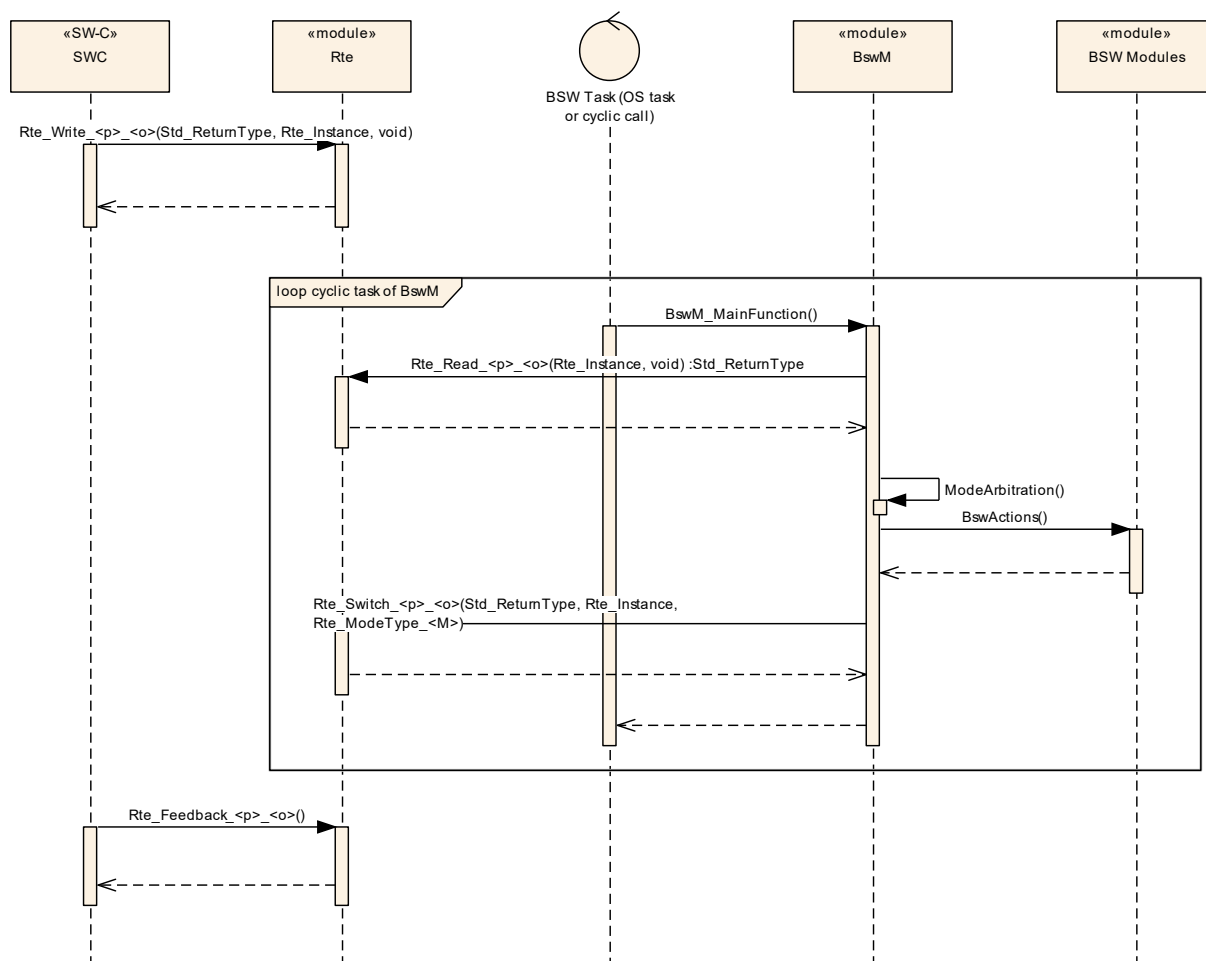 «SW-C»
SWC
«module»
Rte
BSW Task (OS task
or cyclic call)
«module»
BswM
«module»
BSW Modules
Rte_Write_<p>_<o>(Std_ReturnType, Rte_Instance, void)
loop cyclic task of BswM
BswM_MainFunction()
Rte_Read_<p>_<o>(Rte_Instance, void) :Std_ReturnType
ModeArbitration()
BswActions()
Rte_Switch_<p>_<o>(Std_ReturnType, Rte_Instance,
Rte_ModeType_<M>)
Rte_Feedback_<p>_<o>()